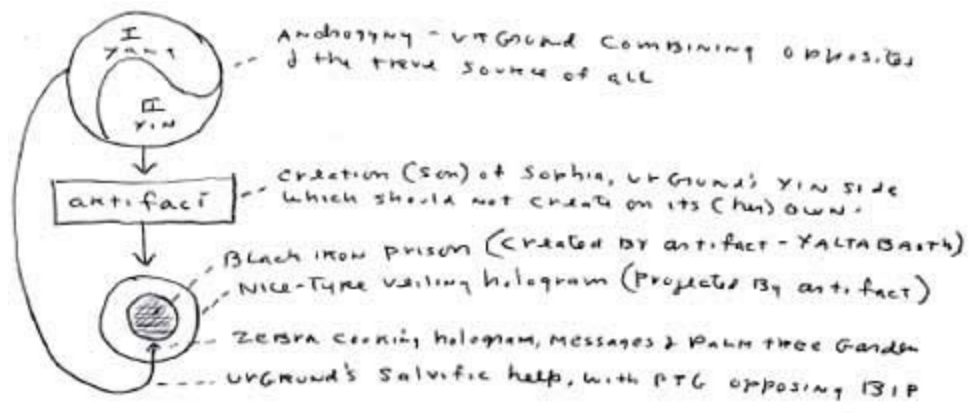 I
YANG
II
YIN
Androgyny - UrGrund combining opposites
& the true source of all
artifact
creation (son) of Sophia, UrGrund's YIN side
which should not create on its (her) own.
Black iron prison (created by artifact - YALTABAOTH)
Nice-Type veiling hologram (projected by artifact)
Zebra cooking hologram, messages & Palm Tree Garden
UrGrund's salvific help, with PTG opposing BIP